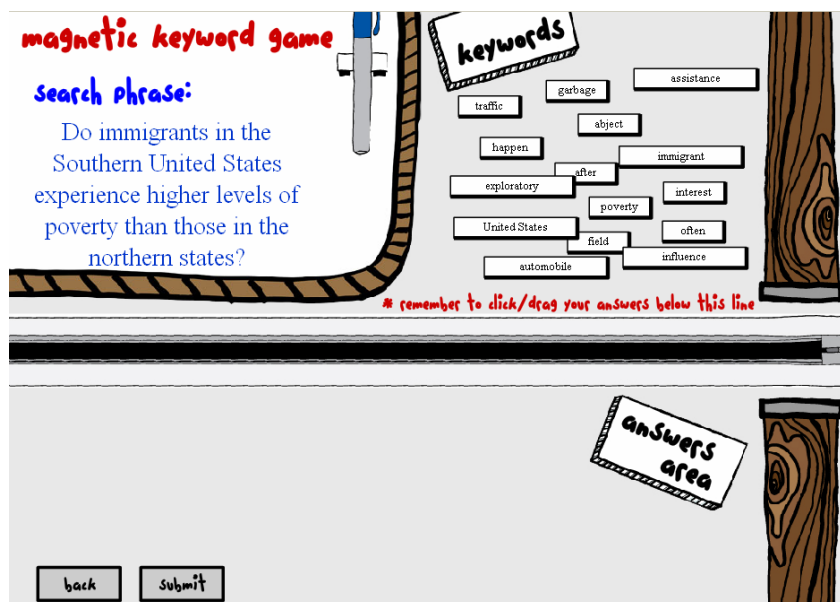 magnetic keyword game
search phrase:
Do immigrants in the
Southern United States
experience higher levels of
poverty than those in the
northern states?
keywords
assistance
garbage
traffic
abject
happen
immigrant
after
exploratory
interest
poverty
United States
often
field
influence
automobile
* remember to click/drag your answers below this line
answers
area
back
submit